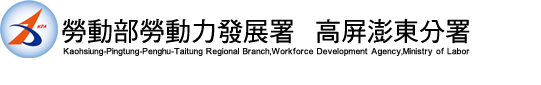 勞動部勞動力發展署 高屏澎東分署
Kaohsiung-Pingtung-Penghu-Taitung Regional Branch,Workforce Development Agency,Ministry of Labor